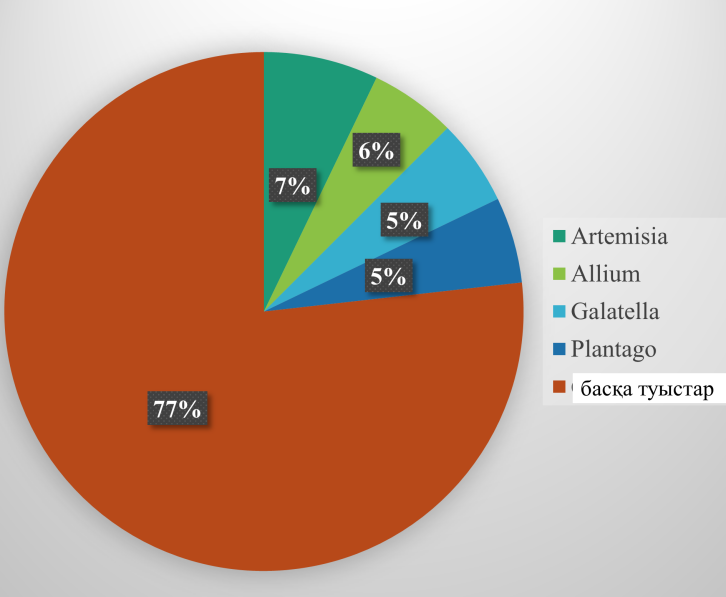 7%
6%
5%
5%
77%
Artemisia
Allium
Galatella
Plantago
басқа туыстар